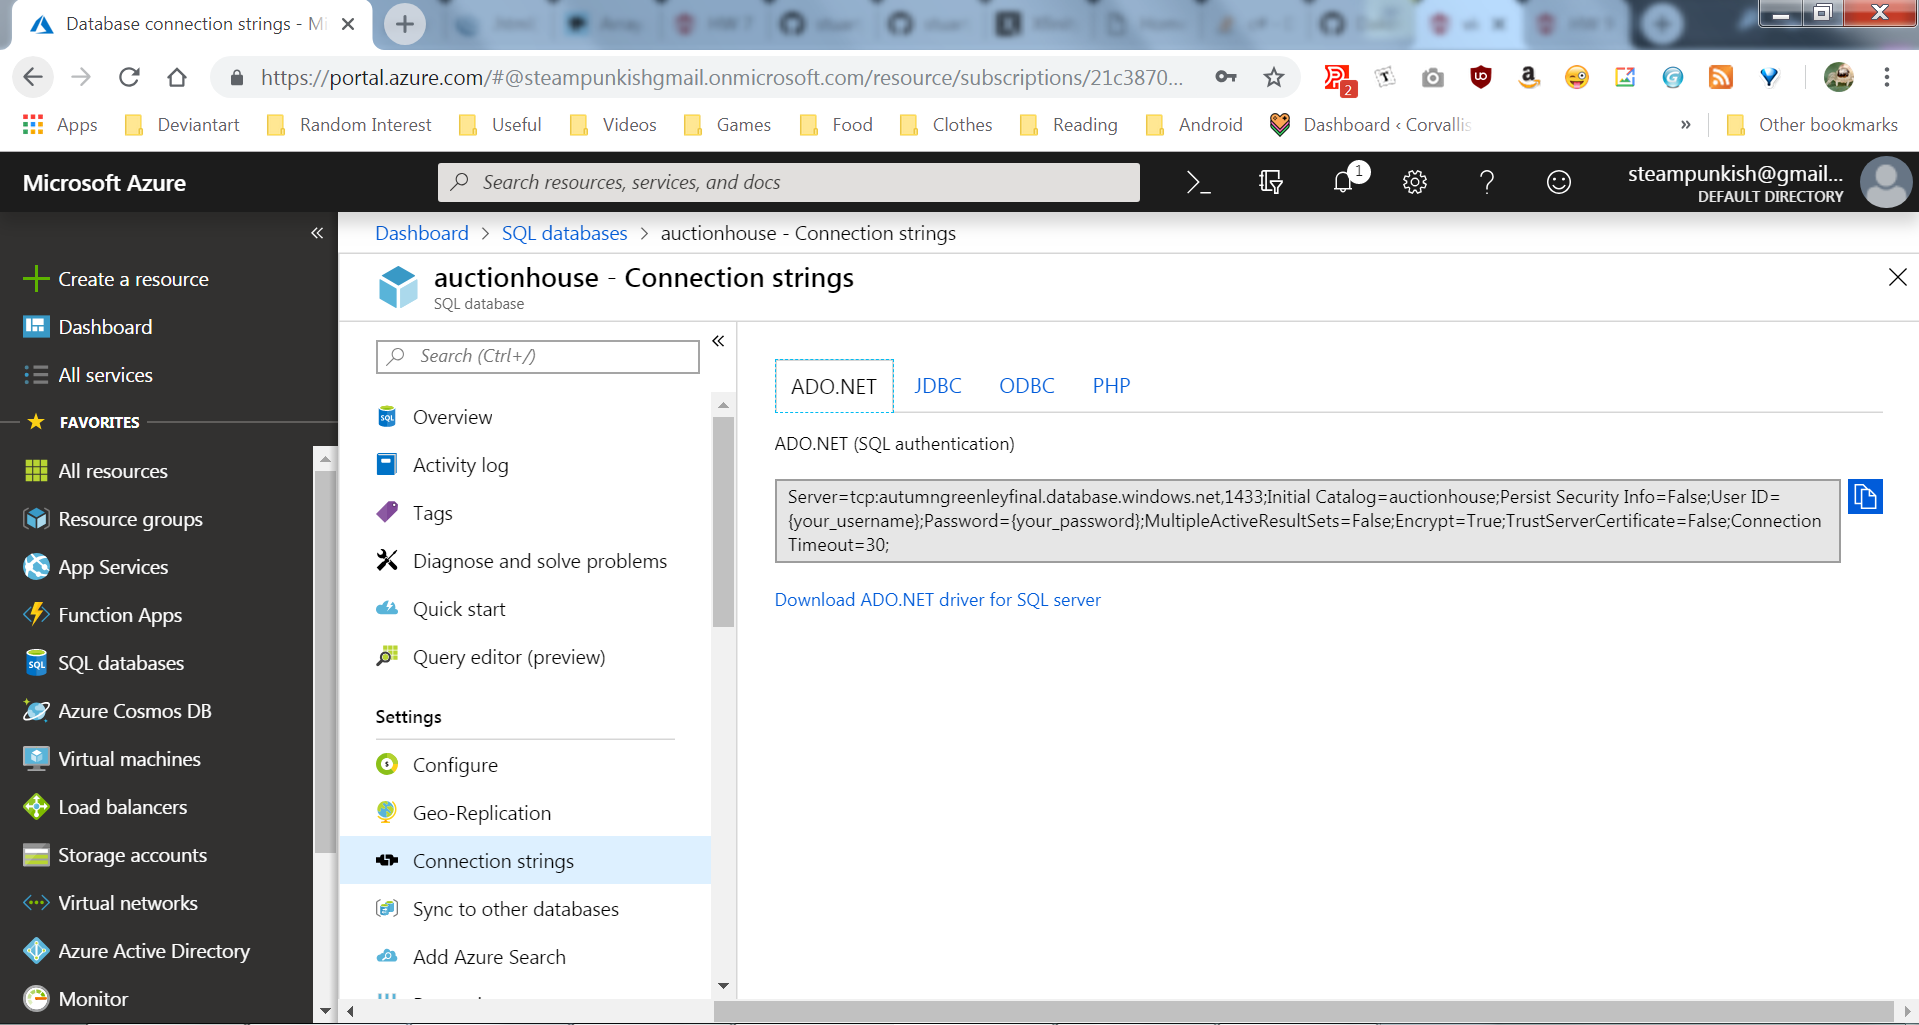 Database connection strings - Mi
https://portal.azure.com/#@steampunkishgmail.onmicrosoft.com/resource/subscriptions/21c3870...
2
Apps
Deviantart
Random Interest
Useful
Videos
Games
Food
Clothes
Reading
Android
Dashboard ‹ Corvallis
»
Other bookmarks
Microsoft Azure
Search resources, services, and docs
1
steampunkish@gmail...
DEFAULT DIRECTORY
«
Create a resource
Dashboard
All services
FAVORITES
All resources
Resource groups
App Services
Function Apps
SQL databases
Azure Cosmos DB
Virtual machines
Load balancers
Storage accounts
Virtual networks
Azure Active Directory
Monitor
Dashboard > SQL databases > auctionhouse - Connection strings
auctionhouse - Connection strings
SQL database
Search (Ctrl+/)
«
Overview
Activity log
Tags
Diagnose and solve problems
Quick start
Query editor (preview)
Settings
Configure
Geo-Replication
Connection strings
Sync to other databases
Add Azure Search
ADO.NET
JDBC
ODBC
PHP
ADO.NET (SQL authentication)
Server=tcp:autumngreenleyfinal.database.windows.net,1433;Initial Catalog=auctionhouse;Persist Security Info=False;User ID=
{your_username};Password={your_password};MultipleActiveResultSets=False;Encrypt=True;TrustServerCertificate=False;Connection
Timeout=30;
Download ADO.NET driver for SQL server